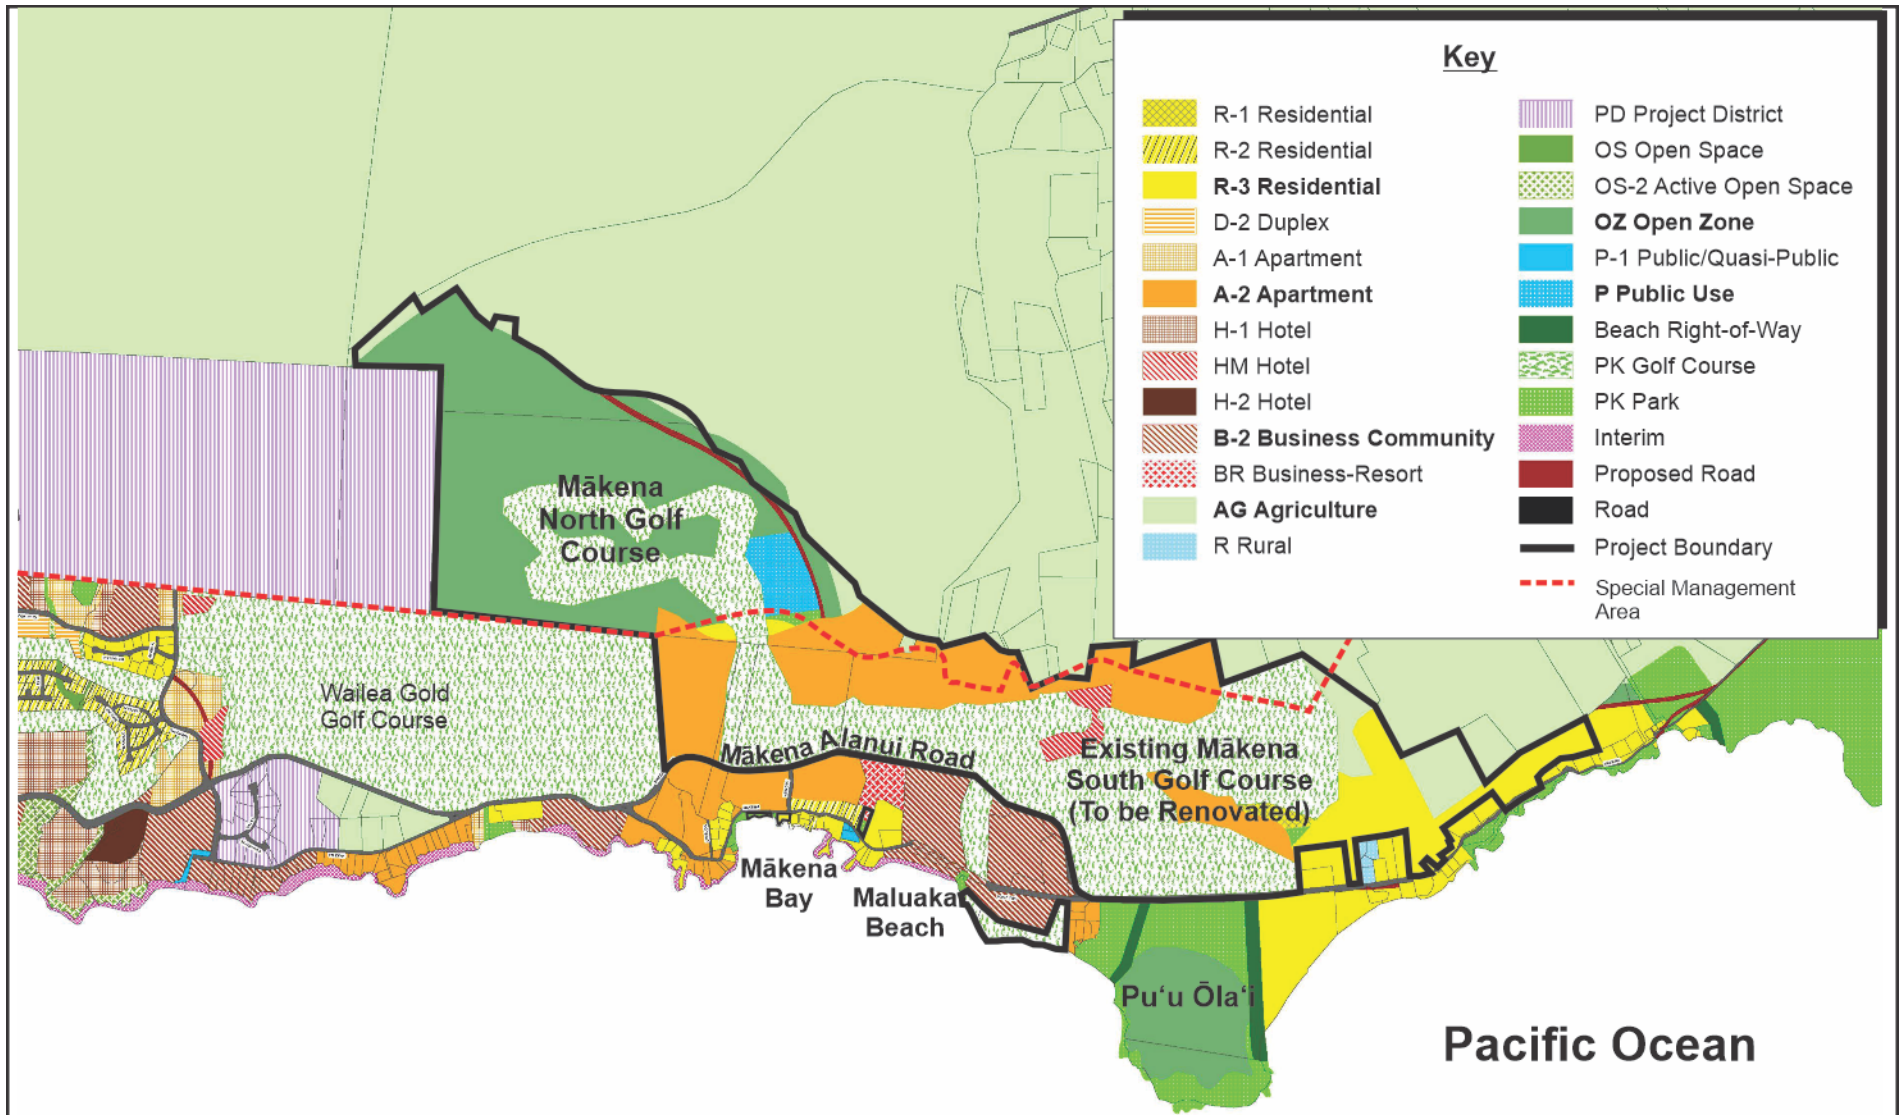 Key
R-1 Residential
R-2 Residential
R-3 Residential
D-2 Duplex
A-1 Apartment
A-2 Apartment
H-1 Hotel
HM Hotel
H-2 Hotel
B-2 Business Community
BR Business-Resort
AG Agriculture
R Rural
PD Project District
OS Open Space
OS-2 Active Open Space
OZ Open Zone
P-1 Public/Quasi-Public
P Public Use
Beach Right-of-Way
PK Golf Course
PK Park
Interim
Proposed Road
Road
Project Boundary
Special Management
Area
Mākena
North Golf
Course
Wailea Gold
Golf Course
Mākena Alanui Road
Existing Mākena
South Golf Course
(To be Renovated)
Mākena
Bay
Maluaka
Beach
Puʻu Ōlaʻi
Pacific Ocean